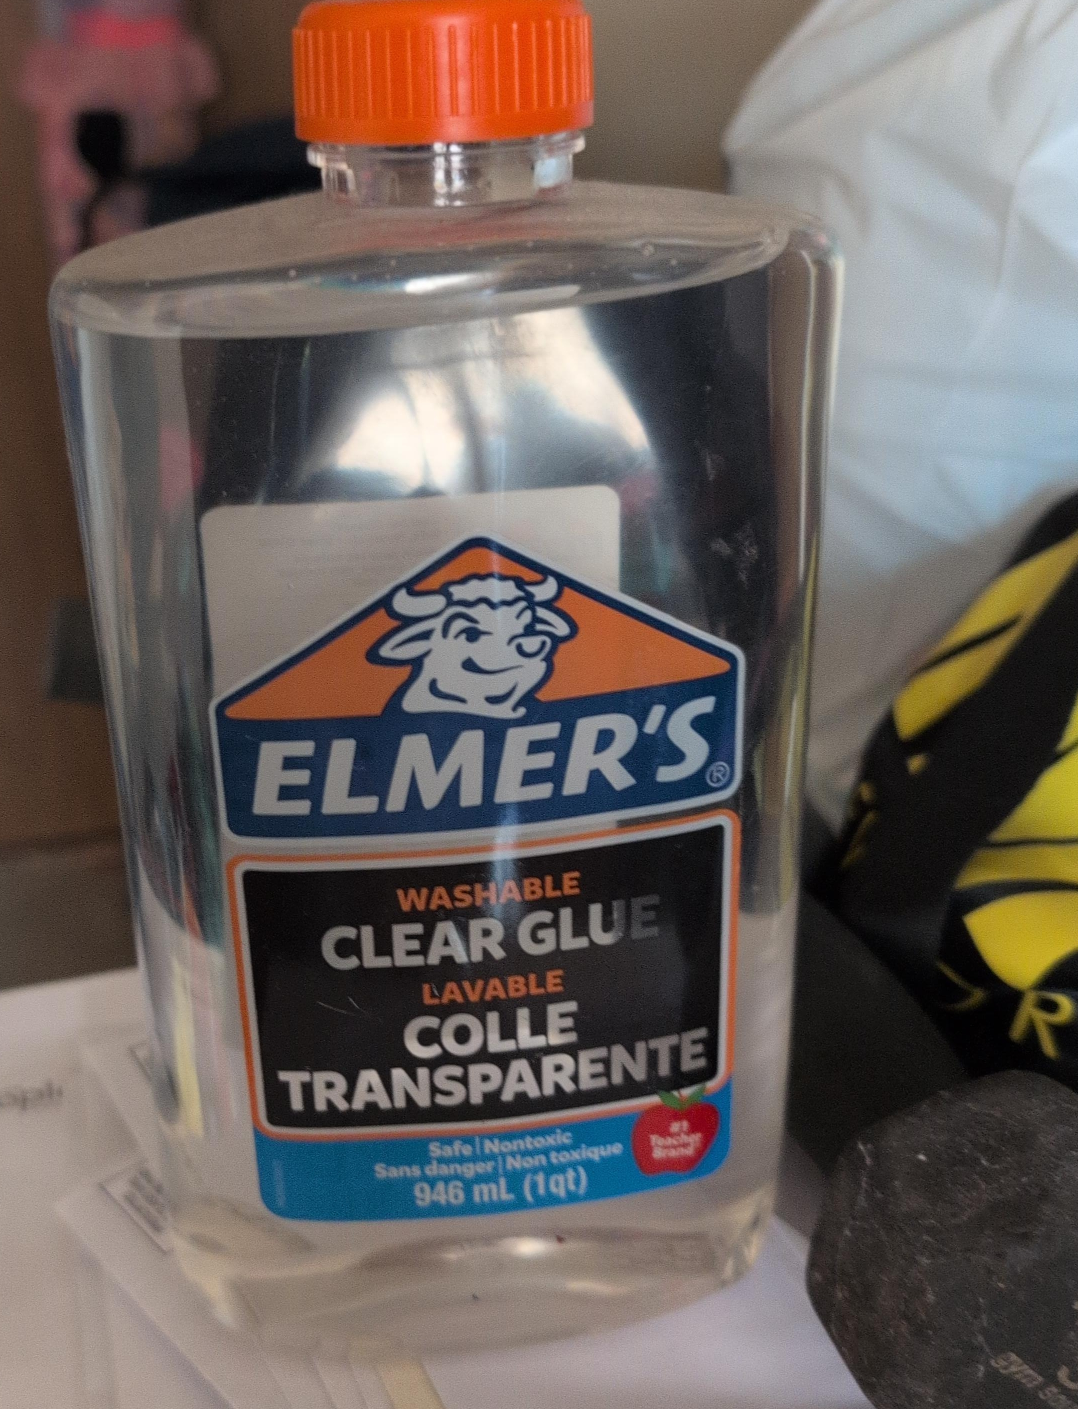 ELMER'S®
WASHABLE
CLEAR GLUE
LAVABLE
COLLE
TRANSPARENTE
Safe | Nontoxic
Sans danger | Non toxique
946 mL (1qt)
#1
Teacher
Brand
R
gym